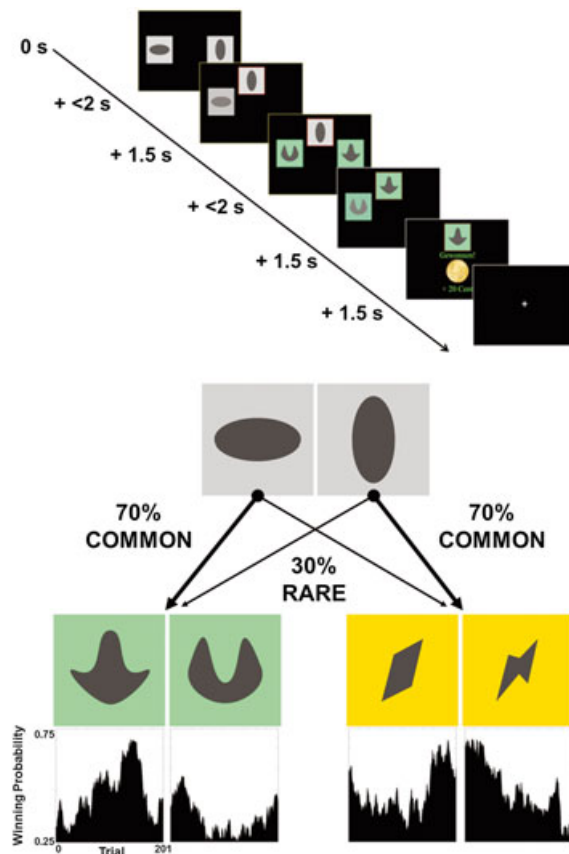 0 s
+ <2 s
+ 1.5 s
+ <2 s
+ 1.5 s
+ 1.5 s
Gewonnen!
+ 20 Cent
70%
COMMON
70%
COMMON
30%
RARE
Winning Probability
0.75
0.25
0
Trial
201